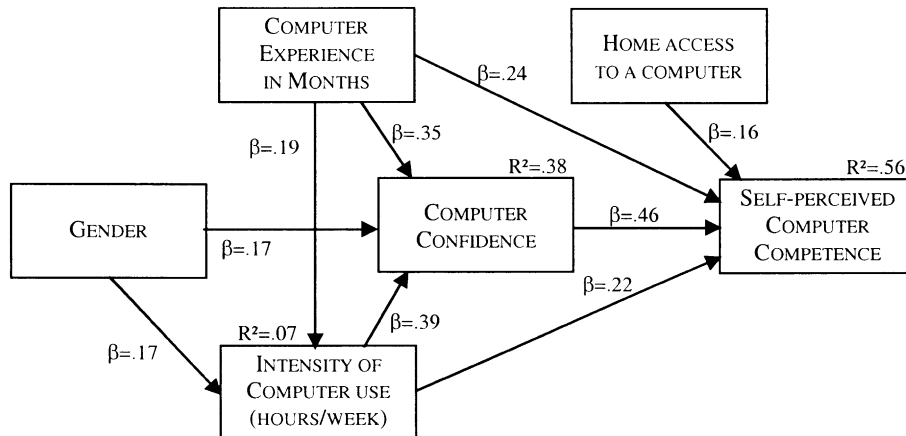 COMPUTER
EXPERIENCE
IN MONTHS
HOME ACCESS
TO A COMPUTER
β=.24
β=.19
β=.35
β=.16
R²=.38
R²=.56
GENDER
COMPUTER
CONFIDENCE
SELF-PERCEIVED
COMPUTER
COMPETENCE
β=.17
β=.46
β=.22
β=.17
R²=.07
β=.39
INTENSITY OF
COMPUTER USE
(HOURS/WEEK)